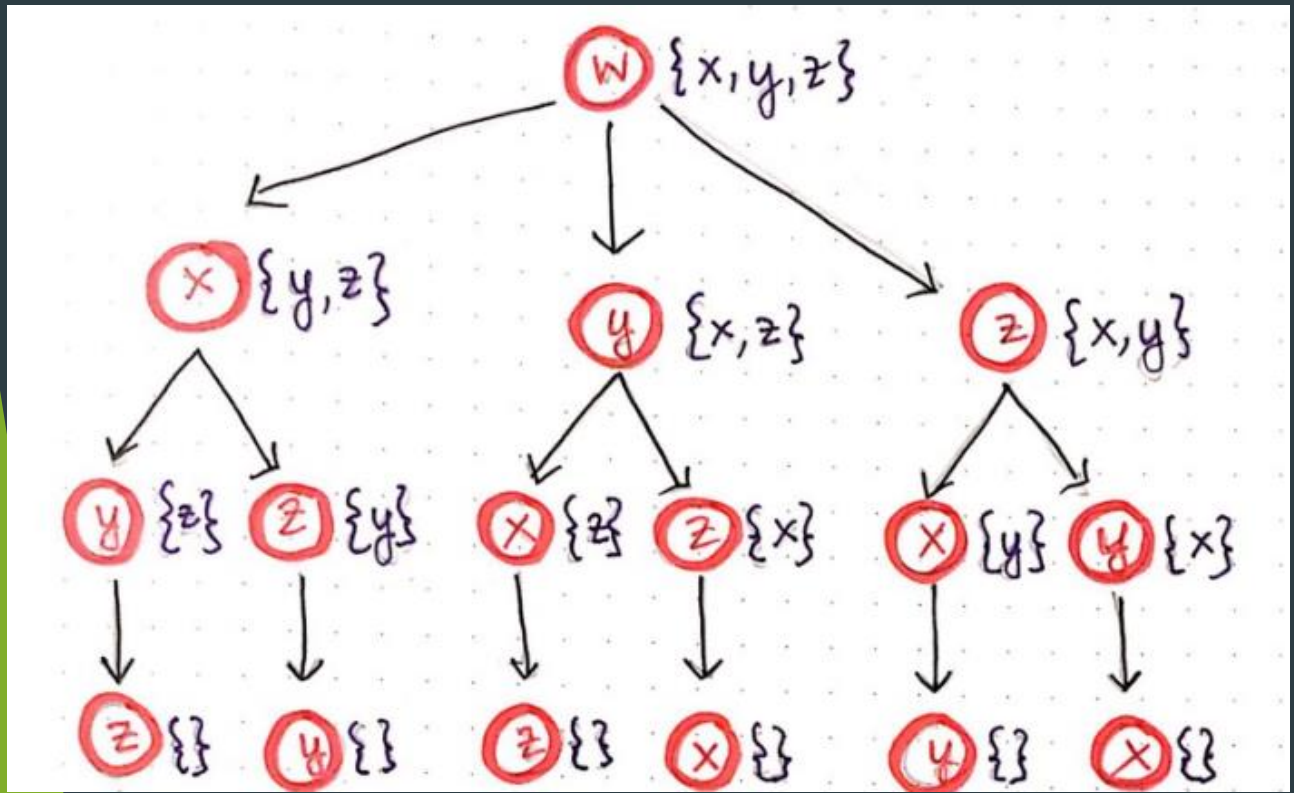 W {x,y,z}
x {y,z}
y {x,z}
z {x,y}
y {z} z {y} x {z} z {x} x {y} y {x}
z {} y {} z {} x {} y {} x {}